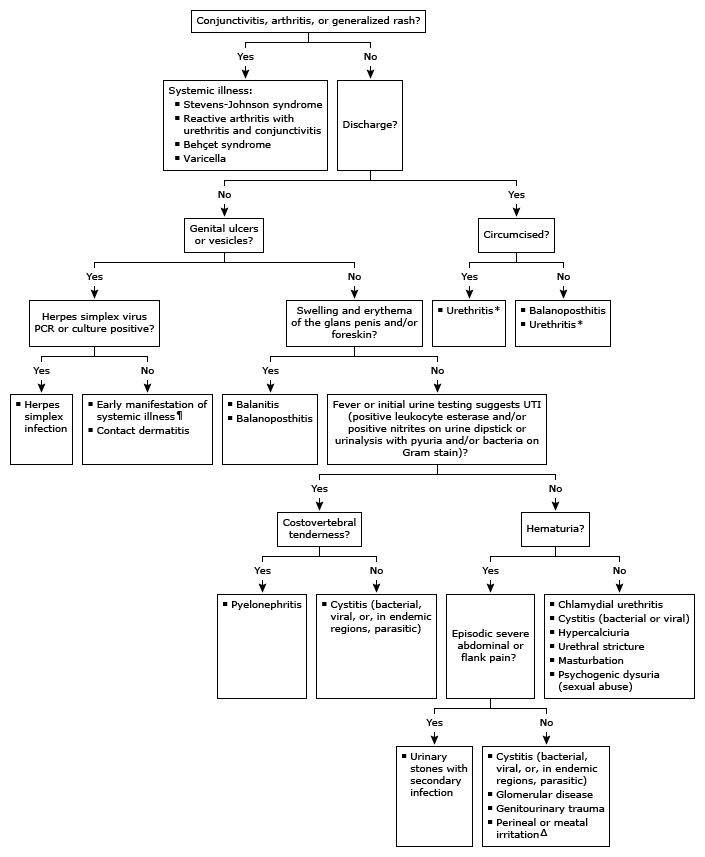 Conjunctivitis, arthritis, or generalized rash?
Yes
No
Systemic illness:
▪ Stevens-Johnson syndrome
▪ Reactive arthritis with
urethritis and conjunctivitis
▪ Behçet syndrome
▪ Varicella
Discharge?
No
Yes
Genital ulcers
or vesicles?
Circumcised?
Yes
No
Yes
No
Herpes simplex virus
PCR or culture positive?
Swelling and erythema
of the glans penis and/or
foreskin?
▪ Urethritis*
▪ Balanoposthitis
▪ Urethritis*
Yes
No
Yes
No
▪ Herpes
simplex
infection
▪ Early manifestation of
systemic illness¶
▪ Contact dermatitis
▪ Balanitis
▪ Balanoposthitis
Fever or initial urine testing suggests UTI
(positive leukocyte esterase and/or
positive nitrites on urine dipstick or
urinalysis with pyuria and/or bacteria on
Gram stain)?
Yes
No
Costovertebral
tenderness?
Hematuria?
Yes
No
Yes
No
▪ Pyelonephritis
▪ Cystitis (bacterial,
viral, or, in endemic
regions, parasitic)
Episodic severe
abdominal or
flank pain?
▪ Chlamydial urethritis
▪ Cystitis (bacterial or viral)
▪ Hypercalciuria
▪ Urethral stricture
▪ Masturbation
▪ Psychogenic dysuria
(sexual abuse)
Yes
No
▪ Urinary
stones with
secondary
infection
▪ Cystitis (bacterial,
viral, or, in endemic
regions, parasitic)
▪ Glomerular disease
▪ Genitourinary trauma
▪ Perineal or meatal
irritationΔ